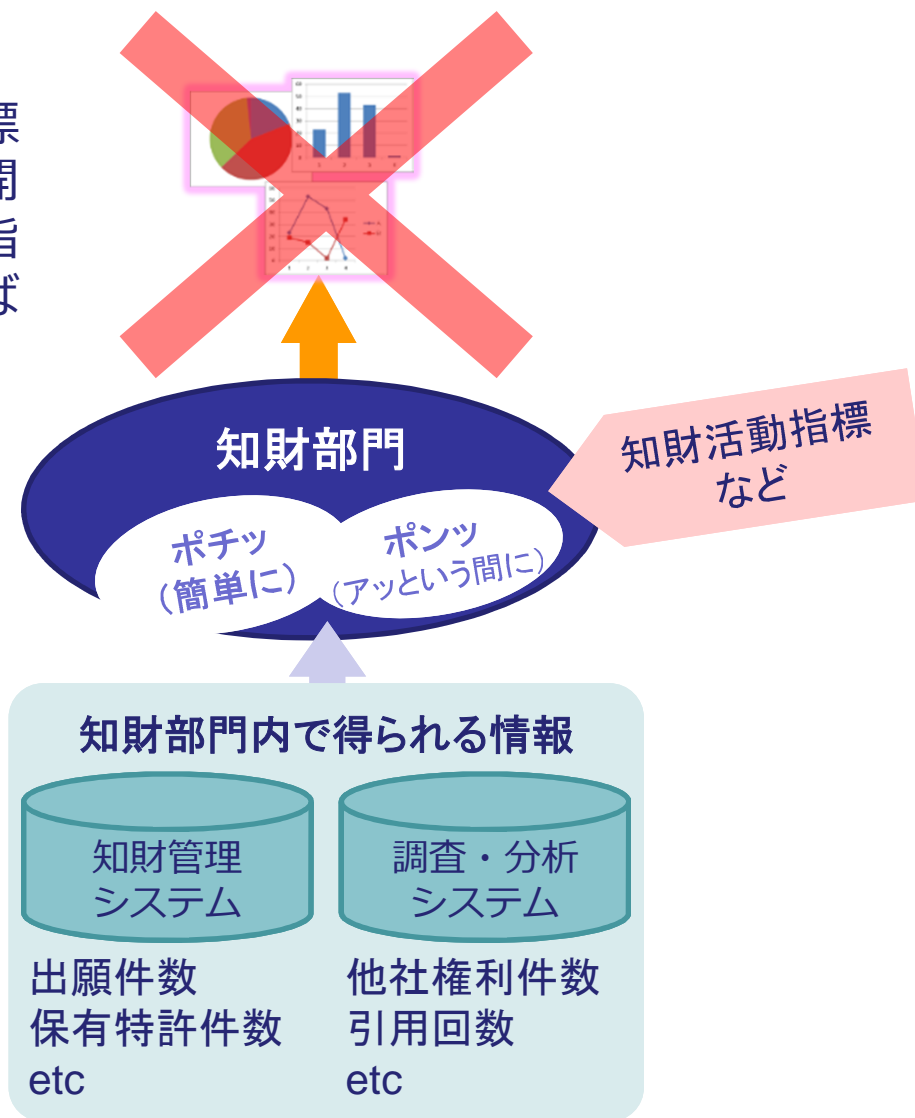 標
開
指
ば
知財部門
ポチッ
（簡単に）
ポンッ
（アッという間に）
知財活動指標
など
知財部門内で得られる情報
知財管理
システム
調査・分析
システム
出願件数
保有特許件数
etc
他社権利件数
引用回数
etc